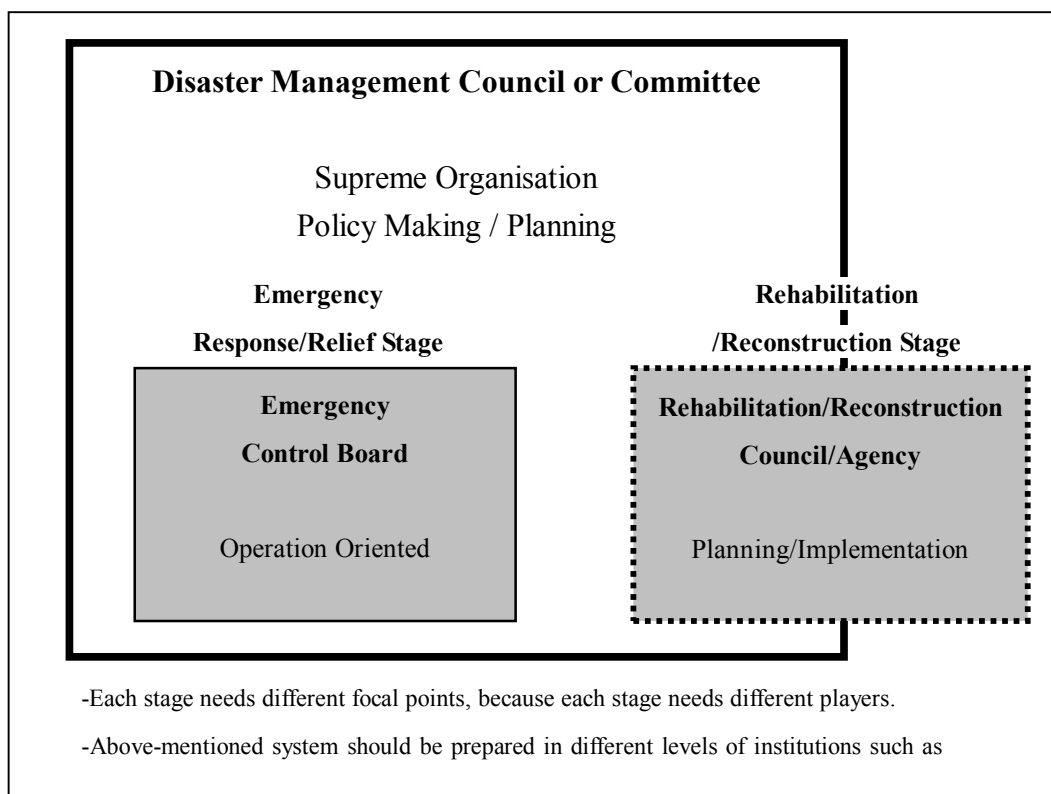 Disaster Management Council or Committee
Supreme Organisation
Policy Making / Planning
Emergency
Response/Relief Stage
Emergency
Control Board
Operation Oriented
Rehabilitation
/Reconstruction Stage
Rehabilitation/Reconstruction
Council/Agency
Planning/Implementation
-Each stage needs different focal points, because each stage needs different players.
-Above-mentioned system should be prepared in different levels of institutions such as